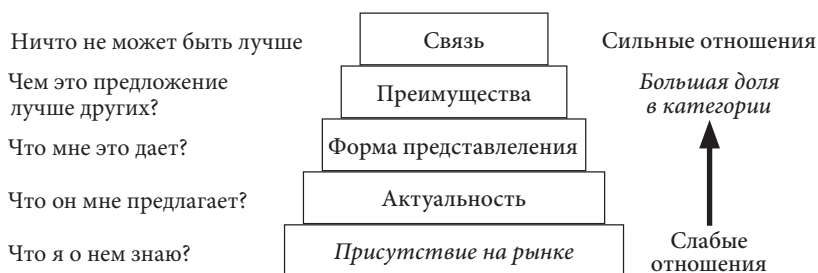 Ничто не может быть лучше
Связь
Сильные отношения
Чем это предложение
лучше других?
Преимущества
Большая доля
в категории
Что мне это дает?
Форма представлеления
Что он мне предлагает?
Актуальность
Что я о нем знаю?
Присутствие на рынке
Слабые
отношения